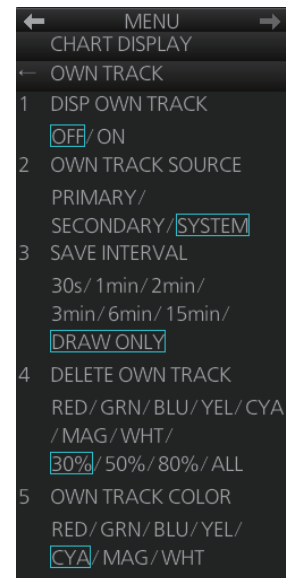 ← MENU →
CHART DISPLAY
← OWN TRACK
1 DISP OWN TRACK
OFF/ON
2 OWN TRACK SOURCE
PRIMARY/
SECONDARY/SYSTEM
3 SAVE INTERVAL
30s/1min/2min/
3min/6min/15min/
DRAW ONLY
4 DELETE OWN TRACK
RED/GRN/BLU/YEL/CYA
/MAG/WHT/
30%/50%/80%/ALL
5 OWN TRACK COLOR
RED/GRN/BLU/YEL/
CYA/MAG/WHT